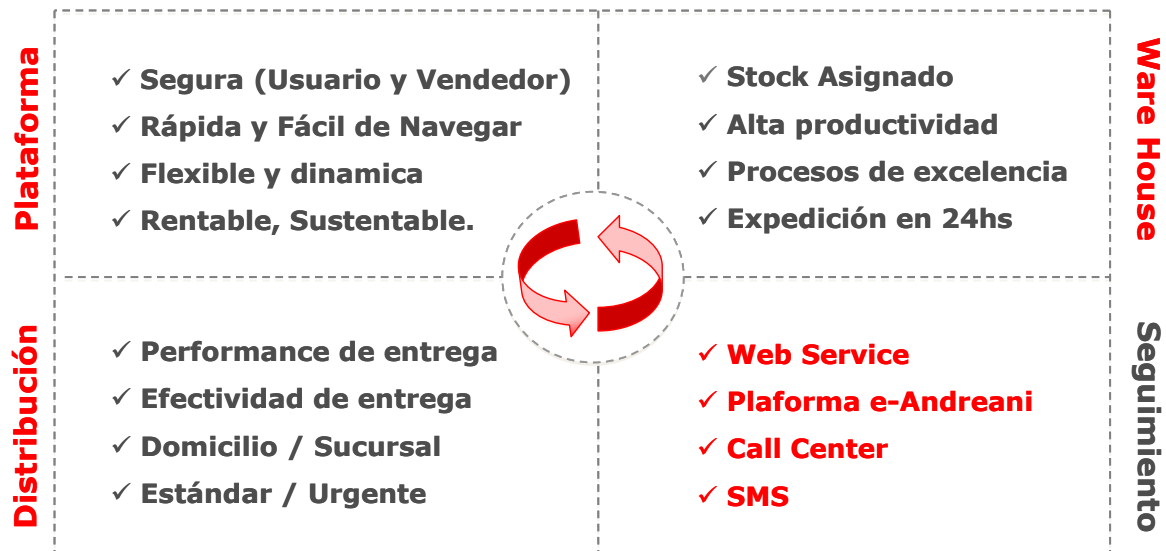 Plataforma
Segura (Usuario y Vendedor)
Rápida y Fácil de Navegar
Flexible y dinamica
Rentable, Sustentable.
Ware House
Stock Asignado
Alta productividad
Procesos de excelencia
Expedición en 24hs
Distribución
Performance de entrega
Efectividad de entrega
Domicilio / Sucursal
Estándar / Urgente
Seguimiento
Web Service
Plaforma e-Andreani
Call Center
SMS